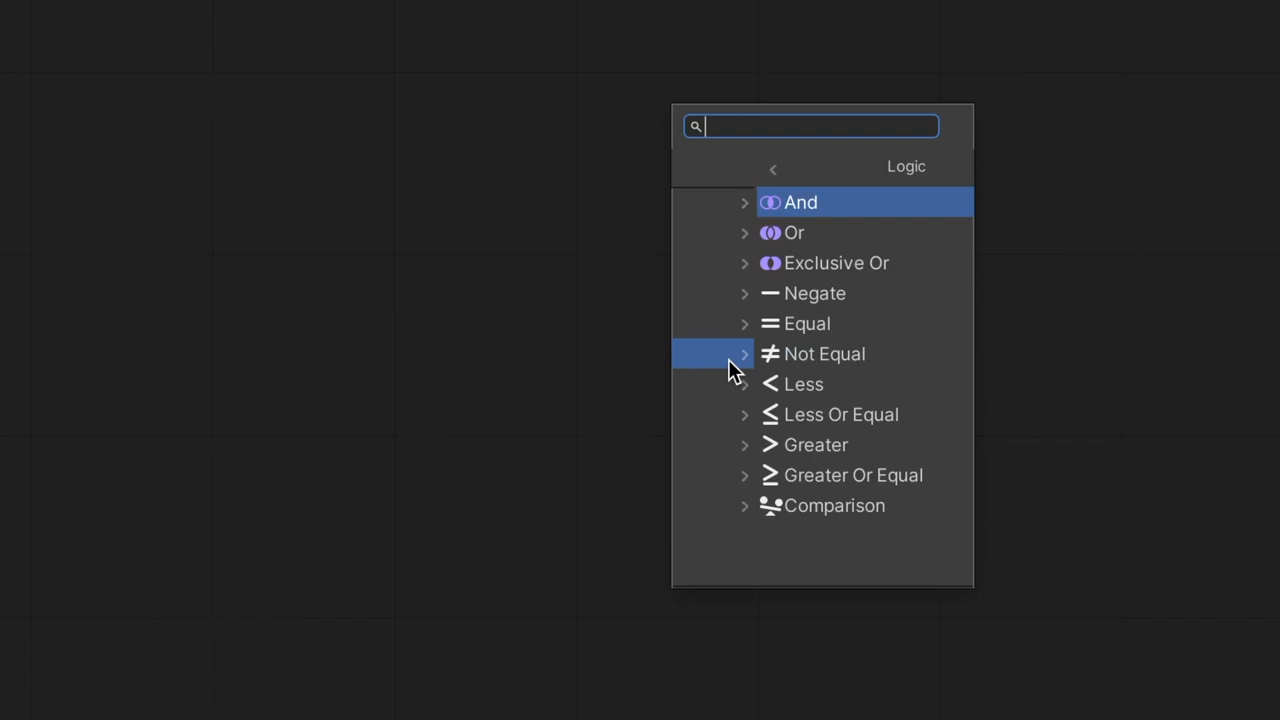 Logic
And
Or
Exclusive Or
Negate
Equal
Not Equal
Less
Less Or Equal
Greater
Greater Or Equal
Comparison